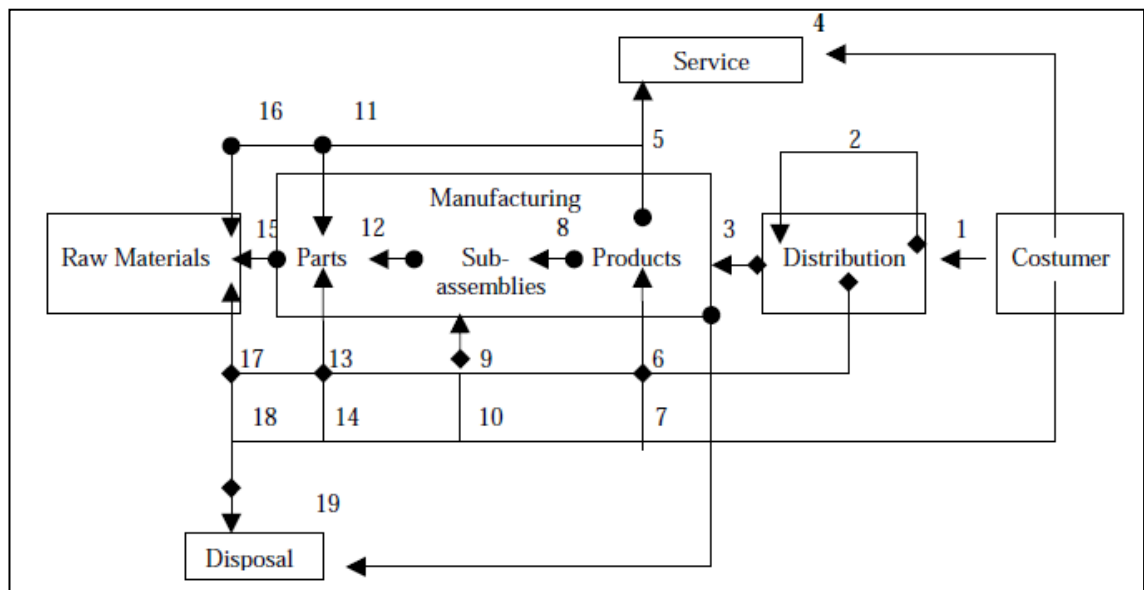 4
Service
16 11
5 2
Manufacturing
15 12 8 3 1
Raw Materials Parts Sub- Products Distribution Costumer
assemblies
17 13 9 6
18 14 10 7
19
Disposal